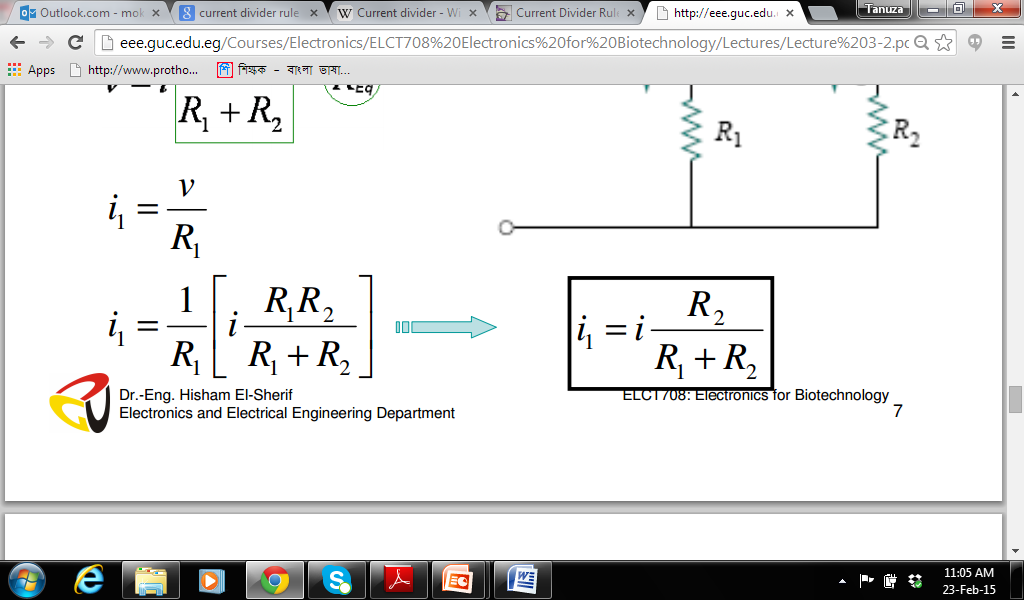 Outlook.com - mok
current divider rule
Current divider - Wi
Current Divider Rule
http://eee.guc.edu.
Tanuza
eee.guc.edu.eg/Courses/Electronics/ELCT708%20Electronics%20for%20Biotechnology/Lectures/Lecture%203-2.pd
Apps
http://www.protho...
শিক্ষক - বাংলা ভাষা...
R₁ + R₂
R_Eq
R₁
R₂
i₁ = v / R₁
i₁ = 1 / R₁ [ i R₁R₂ / R₁ + R₂ ]
i₁ = i R₂ / R₁ + R₂
Dr.-Eng. Hisham El-Sherif
Electronics and Electrical Engineering Department
ELCT708: Electronics for Biotechnology
7
11:05 AM
23-Feb-15